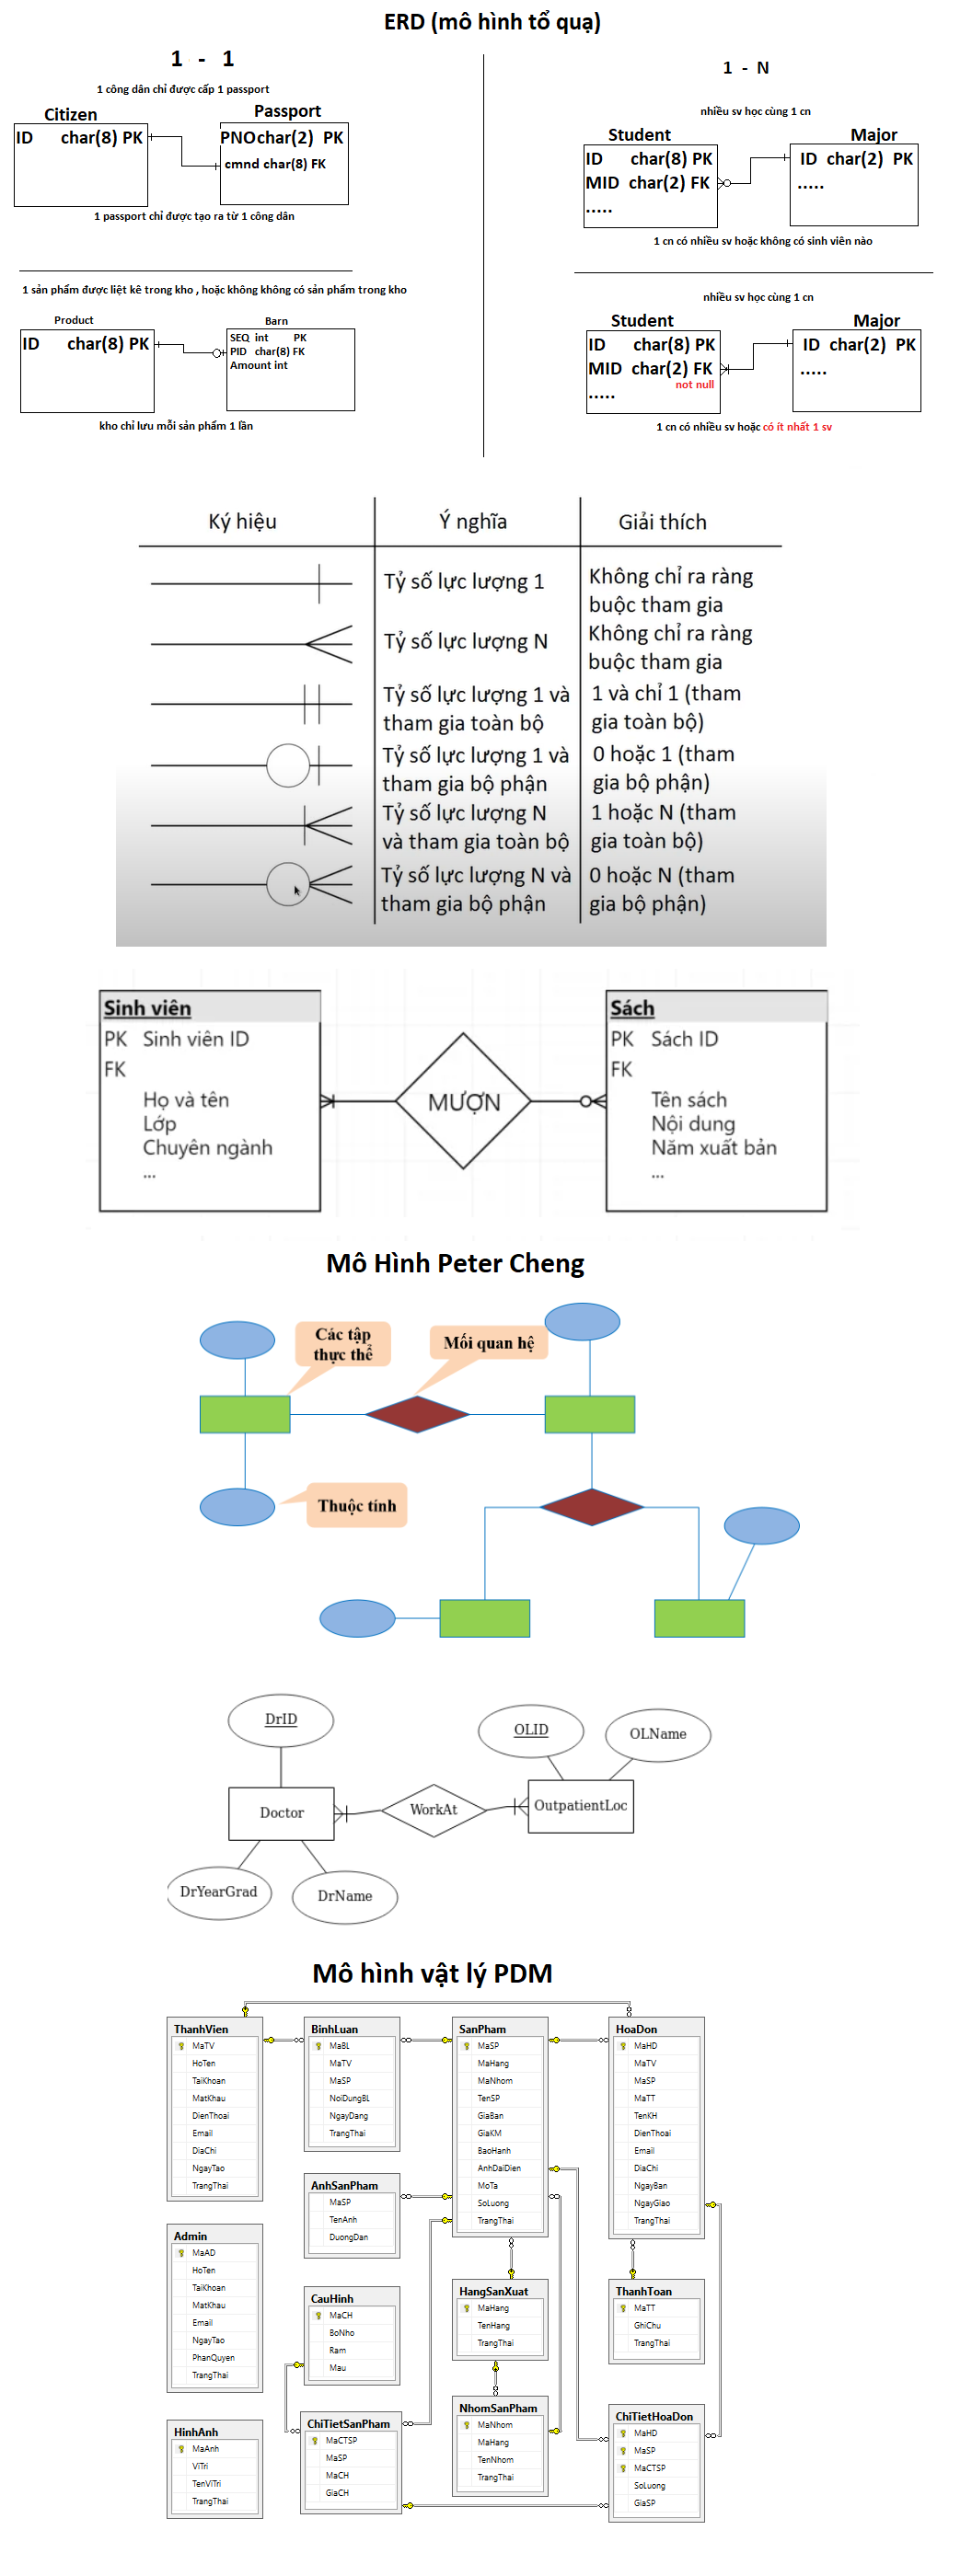 ERD (mô hình tổ quạ)
1 - 1
1 công dân chỉ được cấp 1 passport
Citizen
Passport
ID char(8) PK
PNO char(2) PK
cmnd char(8) FK
1 passport chỉ được tạo ra từ 1 công dân
1 sản phẩm được liệt kê trong kho , hoặc không không có sản phẩm trong kho
Product
Barn
ID char(8) PK
SEQ int PK
PID char(8) FK
Amount int
kho chỉ lưu mỗi sản phẩm 1 lần
1 - N
nhiều sv học cùng 1 cn
Student
Major
ID char(8) PK
MID char(2) FK
.....
ID char(2) PK
.....
1 cn có nhiều sv hoặc không có sinh viên nào
nhiều sv học cùng 1 cn
Student
Major
ID char(8) PK
MID char(2) FK
not null
.....
ID char(2) PK
.....
1 cn có nhiều sv hoặc có ít nhất 1 sv
Ký hiệu
Ý nghĩa
Giải thích
Tỷ số lực lượng 1
Không chỉ ra ràng
buộc tham gia
Tỷ số lực lượng N
Không chỉ ra ràng
buộc tham gia
Tỷ số lực lượng 1 và
tham gia toàn bộ
1 và chỉ 1 (tham
gia toàn bộ)
Tỷ số lực lượng 1 và
tham gia bộ phận
0 hoặc 1 (tham
gia bộ phận)
Tỷ số lực lượng N
và tham gia toàn bộ
1 hoặc N (tham
gia toàn bộ)
Tỷ số lực lượng N và
tham gia bộ phận
0 hoặc N (tham
gia bộ phận)
Sinh viên
PK Sinh viên ID
FK
Họ và tên
Lớp
Chuyên ngành
...
MƯỢN
Sách
PK Sách ID
FK
Tên sách
Nội dung
Năm xuất bản
...
Mô Hình Peter Cheng
Các tập
thực thể
Mối quan hệ
Thuộc tính
DrID
OLID
OLName
Doctor
WorkAt
OutpatientLoc
DrYearGrad
DrName
Mô hình vật lý PDM
ThanhVien
MaTV
HoTen
TaiKhoan
MatKhau
DienThoai
Email
DiaChi
NgayTao
TrangThai
BinhLuan
MaBL
MaTV
MaSP
NoiDungBL
NgayDang
TrangThai
SanPham
MaSP
MaHang
MaNhom
TenSP
GiaBan
GiaKM
BaoHanh
AnhDaiDien
MoTa
SoLuong
TrangThai
HoaDon
MaHD
MaTV
MaSP
MaTT
TenKH
DienThoai
Email
DiaChi
NgayBan
NgayGiao
TrangThai
AnhSanPham
MaSP
TenAnh
DuongDan
Admin
MaAD
HoTen
TaiKhoan
MatKhau
Email
NgayTao
PhanQuyen
TrangThai
CauHinh
MaCH
BoNho
Ram
Mau
HangSanXuat
MaHang
TenHang
TrangThai
ThanhToan
MaTT
GhiChu
TrangThai
HinhAnh
MaAnh
ViTri
TenViTri
TrangThai
ChiTietSanPham
MaCTSP
MaSP
MaCH
GiaCH
NhomSanPham
MaNhom
MaHang
TenNhom
TrangThai
ChiTietHoaDon
MaHD
MaSP
MaCTSP
SoLuong
GiaSP